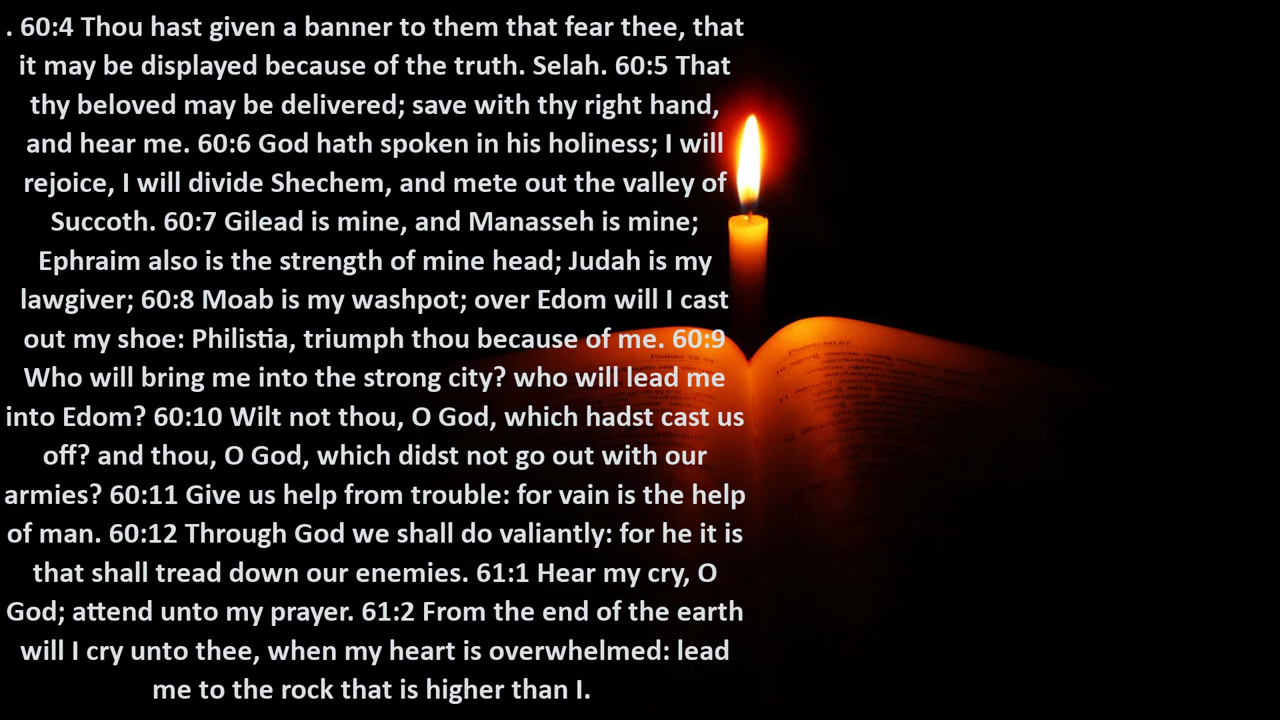 . 60:4 Thou hast given a banner to them that fear thee, that
it may be displayed because of the truth. Selah. 60:5 That
thy beloved may be delivered; save with thy right hand,
and hear me. 60:6 God hath spoken in his holiness; I will
rejoice, I will divide Shechem, and mete out the valley of
Succoth. 60:7 Gilead is mine, and Manasseh is mine;
Ephraim also is the strength of mine head; Judah is my
lawgiver; 60:8 Moab is my washpot; over Edom will I cast
out my shoe: Philistia, triumph thou because of me. 60:9
Who will bring me into the strong city? who will lead me
into Edom? 60:10 Wilt not thou, O God, which hadst cast us
off? and thou, O God, which didst not go out with our
armies? 60:11 Give us help from trouble: for vain is the help
of man. 60:12 Through God we shall do valiantly: for he it is
that shall tread down our enemies. 61:1 Hear my cry, O
God; attend unto my prayer. 61:2 From the end of the earth
will I cry unto thee, when my heart is overwhelmed: lead
me to the rock that is higher than I.